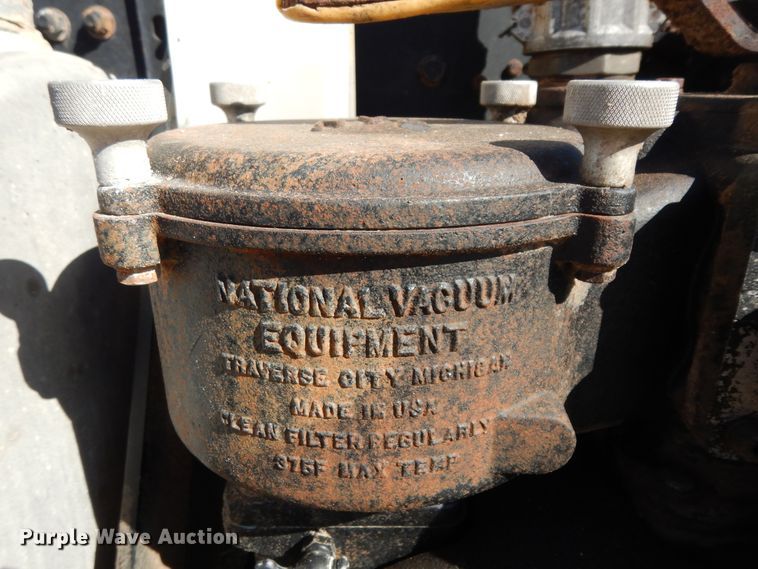 NATIONAL VACUUM
EQUIPMENT
TRAVERSE CITY MICHIGAN
MADE IN USA
CLEAN FILTER REGULARLY
375F MAX TEMP
Purple Wave Auction